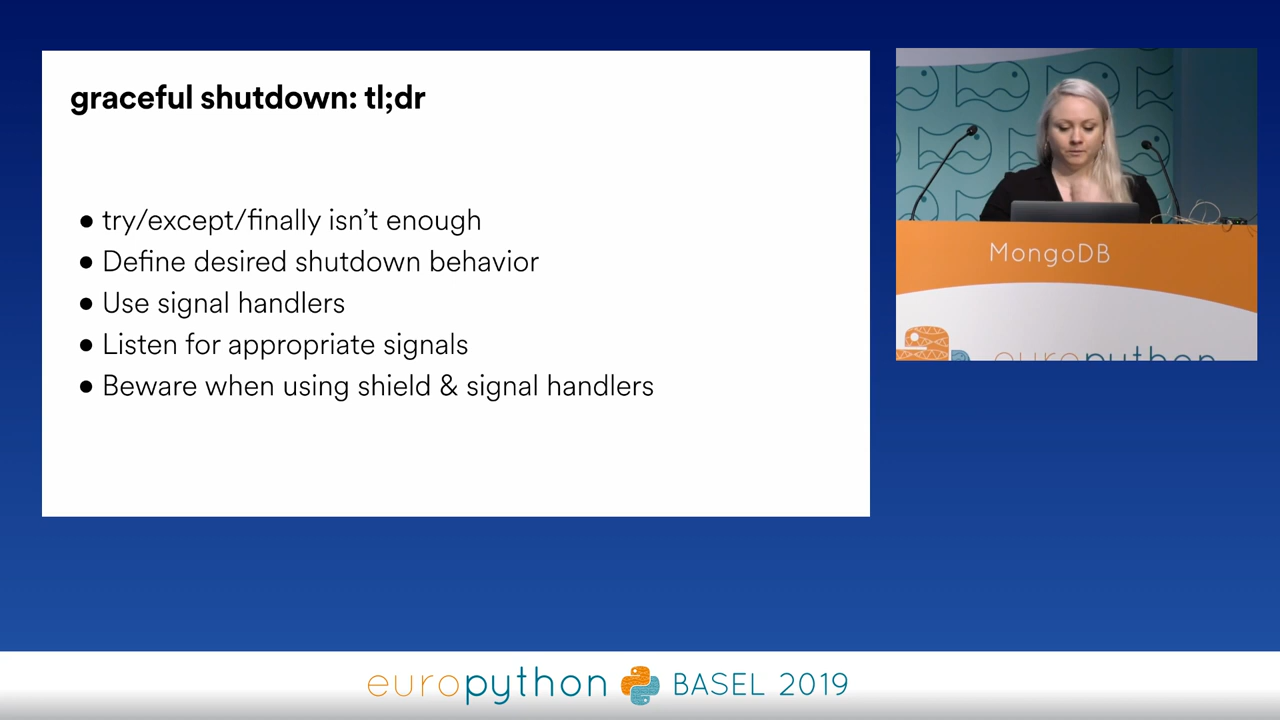 graceful shutdown: tl;dr
● try/except/finally isn’t enough
● Define desired shutdown behavior
● Use signal handlers
● Listen for appropriate signals
● Beware when using shield & signal handlers
MongoDB
europython
europython BASEL 2019